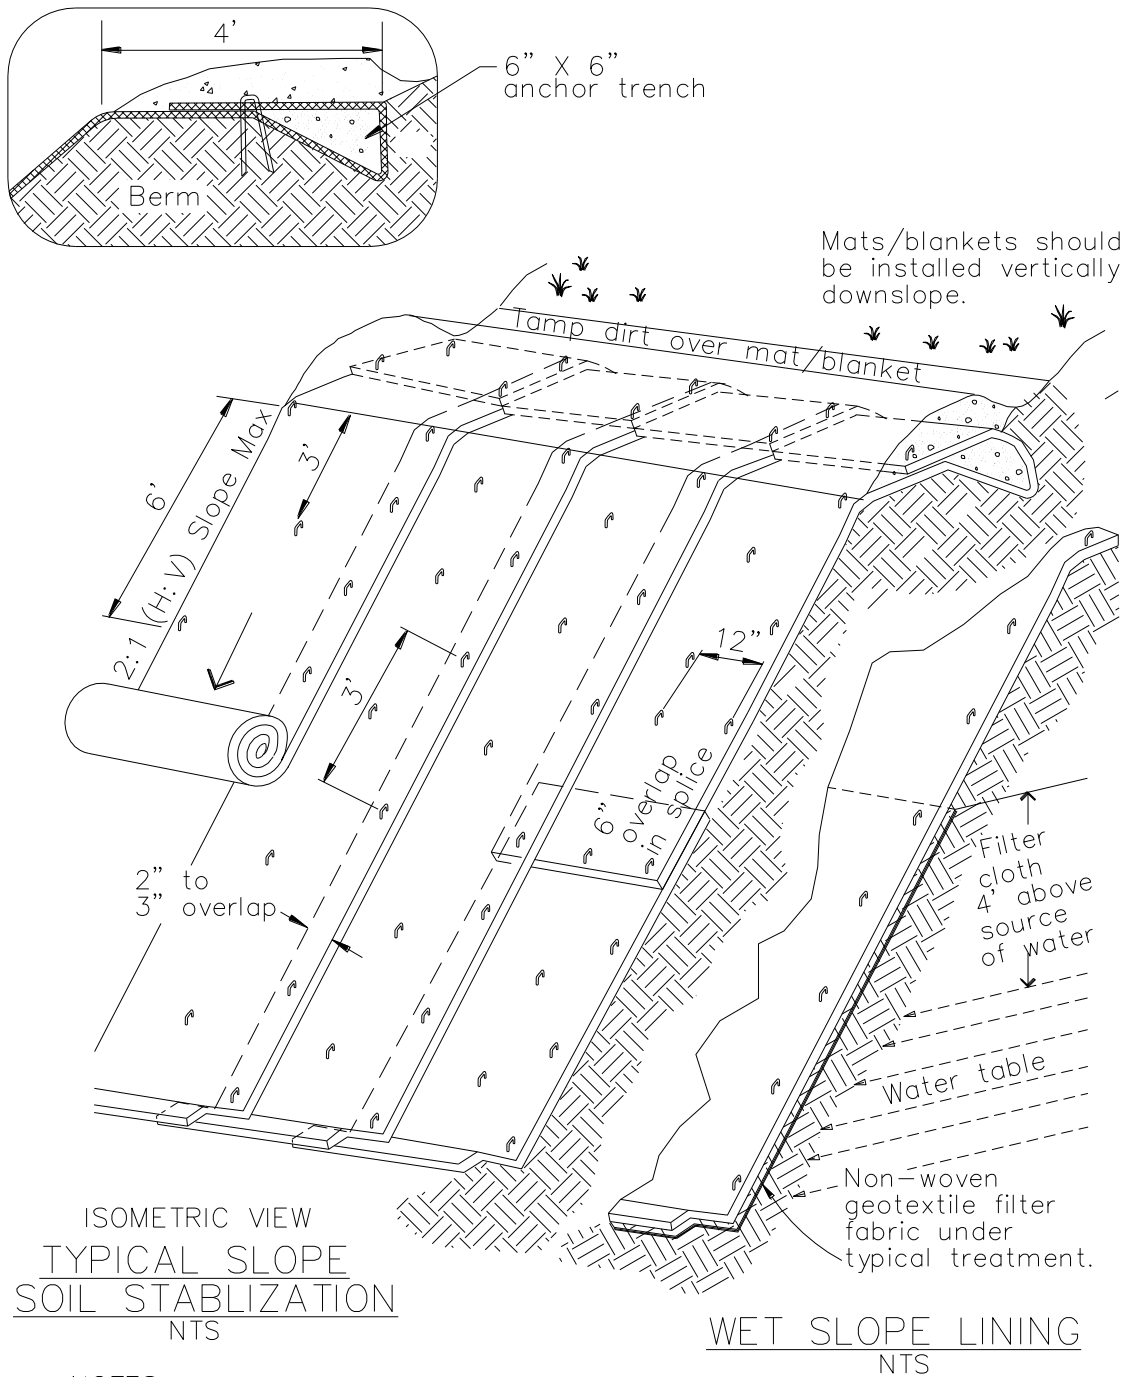 4'
6" X 6"
anchor trench
Berm
Mats/blankets should
be installed vertically
downslope.
Tamp dirt over mat/blanket
6'
2:1 (H:V) Slope Max
3'
12"
3'
6"
overlap
in splice
Filter
cloth
4' above
source
of water
2" to
3" overlap
Water table
Non-woven
geotextile filter
fabric under
typical treatment.
ISOMETRIC VIEW
TYPICAL SLOPE
SOIL STABLIZATION
NTS
WET SLOPE LINING
NTS